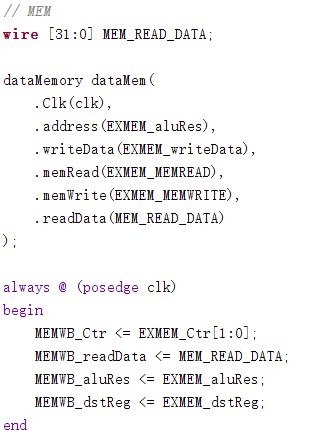 // MEM
wire [31:0] MEM_READ_DATA;
dataMemory dataMem(
.Clk(clk),
.address(EXMEM_aluRes),
.writeData(EXMEM_writeData),
.memRead(EXMEM_MEMREAD),
.memWrite(EXMEM_MEMWRITE),
.readData(MEM_READ_DATA)
);
always @ (posedge clk)
begin
MEMWB_Ctr <= EXMEM_Ctr[1:0];
MEMWB_readData <= MEM_READ_DATA;
MEMWB_aluRes <= EXMEM_aluRes;
MEMWB_dstReg <= EXMEM_dstReg;
end